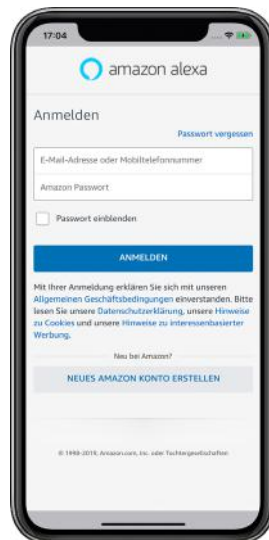 17:04
amazon alexa
Anmelden
Passwort vergessen
E-Mail-Adresse oder Mobiltelefonnummer
Amazon Passwort
Passwort einblenden
ANMELDEN
Mit Ihrer Anmeldung erklären Sie sich mit unseren
Allgemeinen Geschäftsbedingungen einverstanden. Bitte
lesen Sie unsere Datenschutzerklärung, unsere Hinweise
zu Cookies und unsere Hinweise zu interessenbasierter
Werbung.
Neu bei Amazon?
NEUES AMAZON KONTO ERSTELLEN
© 1998-2019, Amazon.com, Inc. oder Tochtergesellschaften